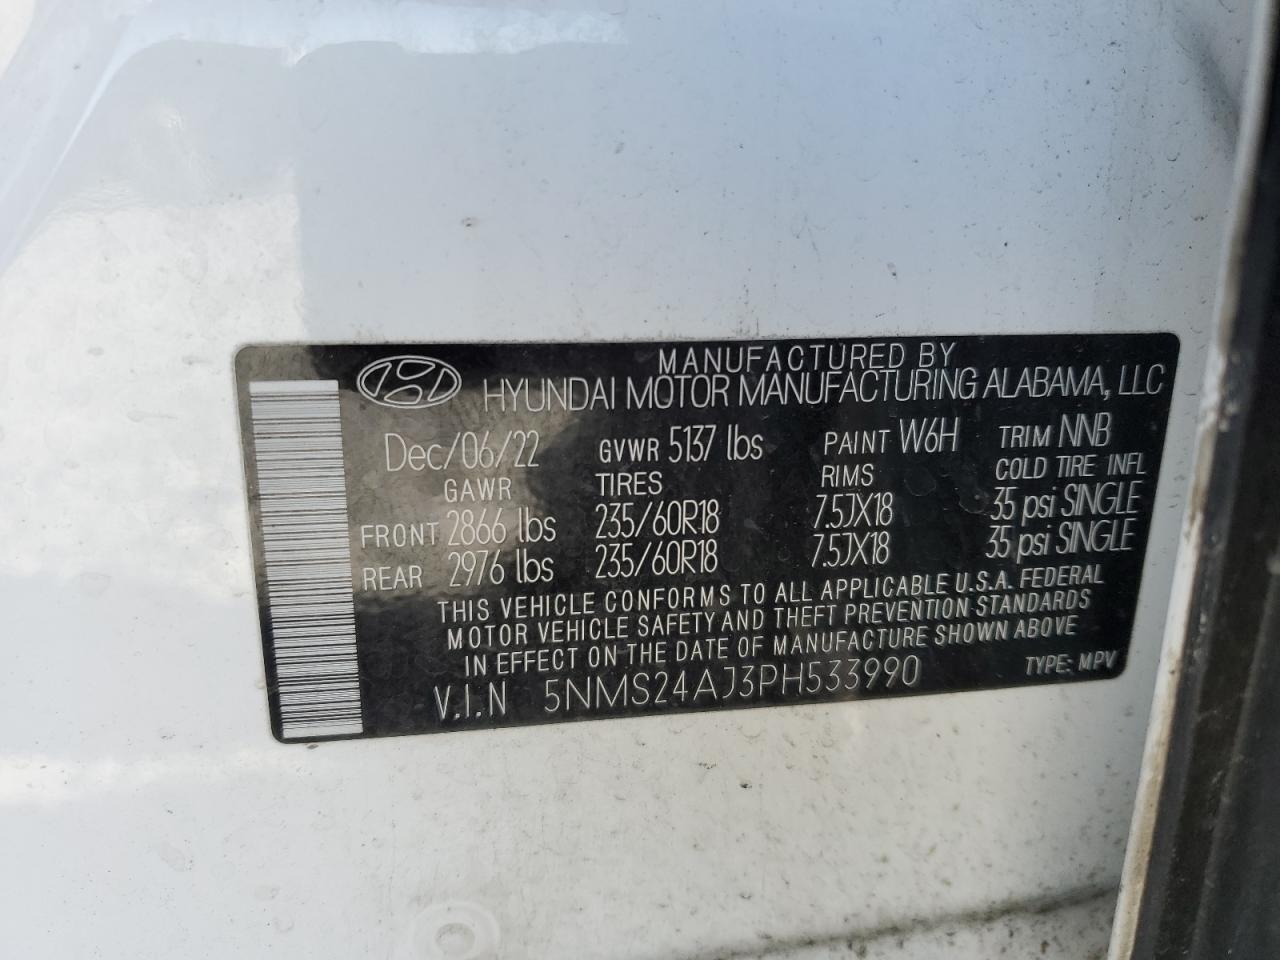 MANUFACTURED BY
HYUNDAI MOTOR MANUFACTURING ALABAMA, LLC
Dec/06/22 GVWR 5137 lbs PAINT W6H TRIM NNB
GAWR TIRES RIMS COLD TIRE INFL
FRONT 2866 lbs 235/60R18 7.5JX18 35 psi SINGLE
REAR 2976 lbs 235/60R18 7.5JX18 35 psi SINGLE
THIS VEHICLE CONFORMS TO ALL APPLICABLE U.S.A. FEDERAL
MOTOR VEHICLE SAFETY AND THEFT PREVENTION STANDARDS
IN EFFECT ON THE DATE OF MANUFACTURE SHOWN ABOVE
V.I.N 5NMS24AJ3PH533990 TYPE: MPV